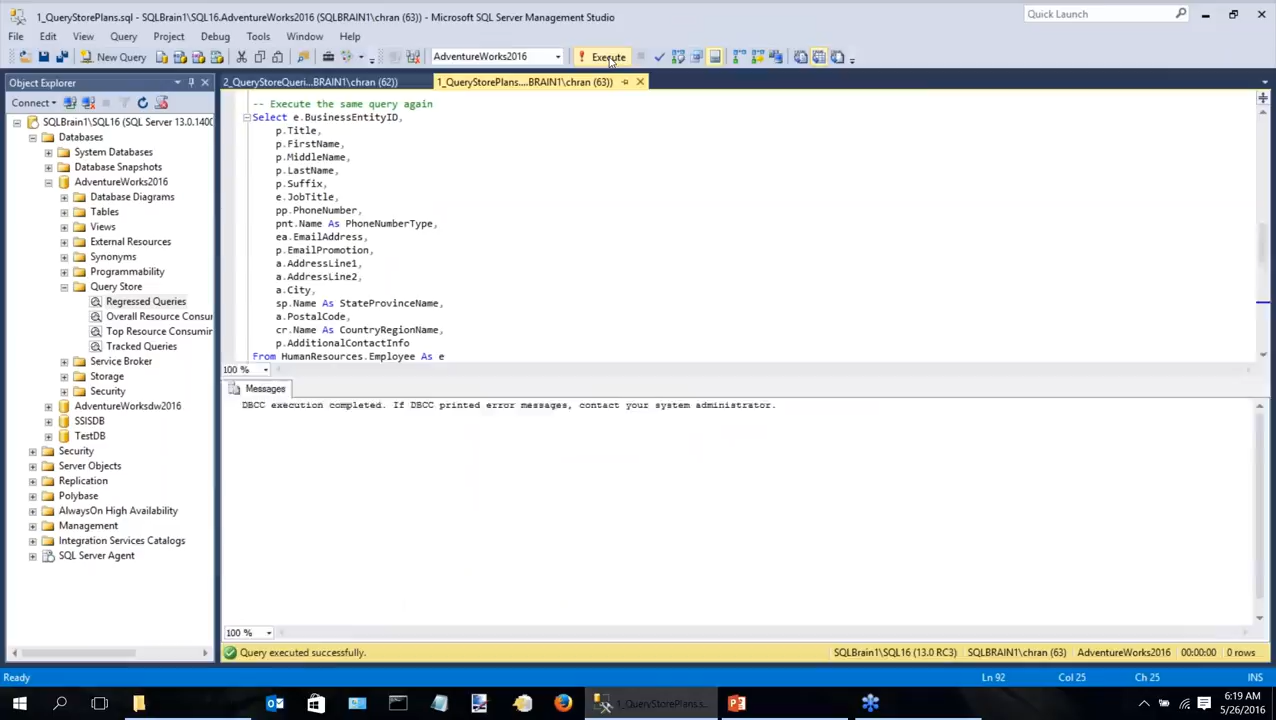 1_QueryStorePlans.sql - SQLBrain1\SQL16.AdventureWorks2016 (SQLBRAIN1\chran (63)) - Microsoft SQL Server Management Studio
Quick Launch
File Edit View Query Project Debug Tools Window Help
New Query AdventureWorks2016 Execute
Object Explorer
2_QueryStoreQueri...BRAIN1\chran (62)) 1_QueryStorePlans....BRAIN1\chran (63))
Connect
SQLBrain1\SQL16 (SQL Server 13.0.1400
Databases
System Databases
Database Snapshots
AdventureWorks2016
Database Diagrams
Tables
Views
External Resources
Synonyms
Programmability
Query Store
Regressed Queries
Overall Resource Consu
Top Resource Consumin
Tracked Queries
Service Broker
Storage
Security
AdventureWorksdw2016
SSISDB
TestDB
Security
Server Objects
Replication
Polybase
AlwaysOn High Availability
Management
Integration Services Catalogs
SQL Server Agent
-- Execute the same query again
Select e.BusinessEntityID,
p.Title,
p.FirstName,
p.MiddleName,
p.LastName,
p.Suffix,
e.JobTitle,
pp.PhoneNumber,
pnt.Name As PhoneNumberType,
ea.EmailAddress,
p.EmailPromotion,
a.AddressLine1,
a.AddressLine2,
a.City,
sp.Name As StateProvinceName,
a.PostalCode,
cr.Name As CountryRegionName,
p.AdditionalContactInfo
From HumanResources.Employee As e
100 %
Messages
DBCC execution completed. If DBCC printed error messages, contact your system administrator.
100 %
Query executed successfully. SQLBrain1\SQL16 (13.0 RC3) SQLBRAIN1\chran (63) AdventureWorks2016 00:00:00 0 rows
Ready Ln 92 Col 25 Ch 25 INS
1_QueryStorePlans.s...
6:19 AM
5/26/2016